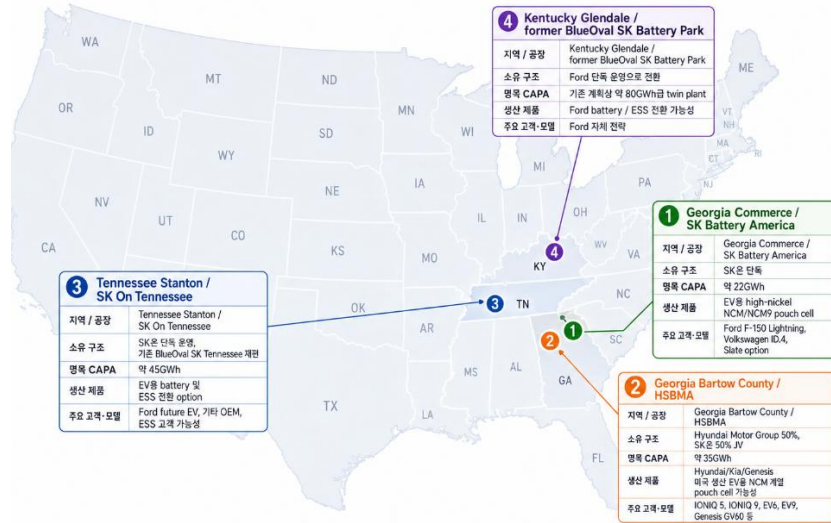 4 Kentucky Glendale /
former BlueOval SK Battery Park
지역 / 공장 Kentucky Glendale /
former BlueOval SK Battery Park
소유 구조 Ford 단독 운영으로 전환
명목 CAPA 기존 계획상 약 80GWh급 twin plant
생산 제품 Ford battery / ESS 전환 가능성
주요 고객·모델 Ford 자체 전략
WA
MT
ND
MN
ME
OR
ID
SD
WI
VT
NH
WY
MI
MA
CT
RI
IA
PA
NJ
NE
NV
UT
IL
IN
OH
CO
CA
KS
MO
WV
VA
4
KY
1 Georgia Commerce /
SK Battery America
지역 / 공장 Georgia Commerce /
SK Battery America
소유 구조 SK온 단독
명목 CAPA 약 22GWh
생산 제품 EV용 high-nickel
NCM/NCM9 pouch cell
주요 고객·모델 Ford F-150 Lightning,
Volkswagen ID.4,
Slate option
3 Tennessee Stanton /
SK On Tennessee
지역 / 공장 Tennessee Stanton /
SK On Tennessee
소유 구조 SK온 단독 운영,
기존 BlueOval SK Tennessee 재편
명목 CAPA 약 45GWh
생산 제품 EV용 battery 및
ESS 전환 option
주요 고객·모델 Ford future EV, 기타 OEM,
ESS 고객 가능성
3
TN
NC
OK
AR
1
2
SC
MS
AL
GA
TX
LA
FL
2 Georgia Bartow County /
HSBMA
지역 / 공장 Georgia Bartow County /
HSBMA
소유 구조 Hyundai Motor Group 50%,
SK온 50% JV
명목 CAPA 약 35GWh
생산 제품 Hyundai/Kia/Genesis
미국 생산 EV용 NCM 계열
pouch cell 가능성
주요 고객·모델 IONIQ 5, IONIQ 9, EV6, EV9,
Genesis GV60 등